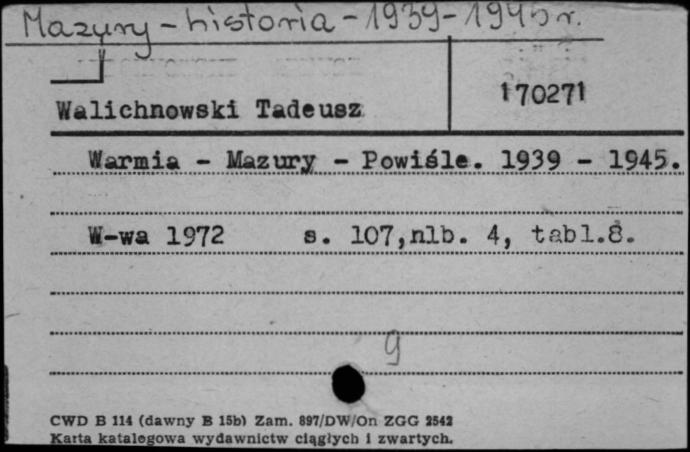 Mazury - historia - 1939 - 1945 r.
170271
Walichnowski Tadeusz
Warmia - Mazury - Powiśle. 1939 - 1945.
W-wa 1972 s. 107,nlb. 4, tabl.8.
9
CWD B 114 (dawny B 15b) Zam. 897/DW/On ZGG 2542
Karta katalogowa wydawnictw ciągłych i zwartych.